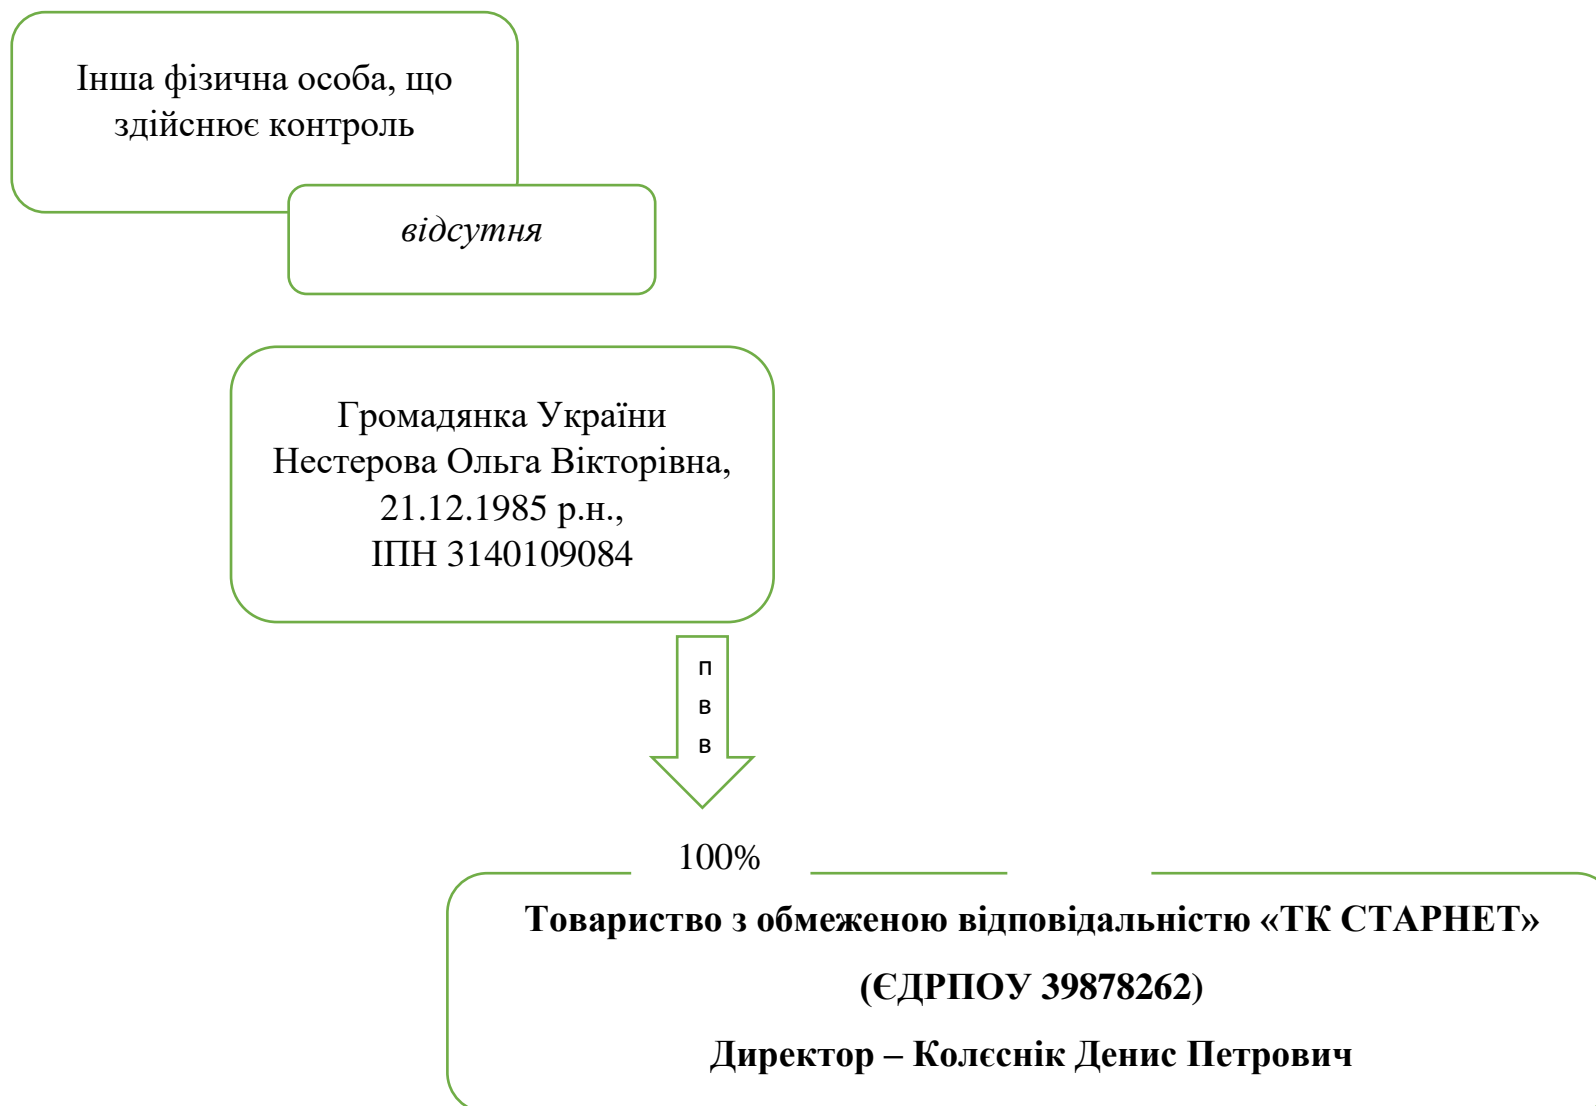 Інша фізична особа, що
здійснює контроль
відсутня
Громадянка України
Нестерова Ольга Вікторівна,
21.12.1985 р.н.,
ІПН 3140109084
п
в
в
100%
Товариство з обмеженою відповідальністю «ТК СТАРНЕТ»
(ЄДРПОУ 39878262)
Директор – Колєснік Денис Петрович